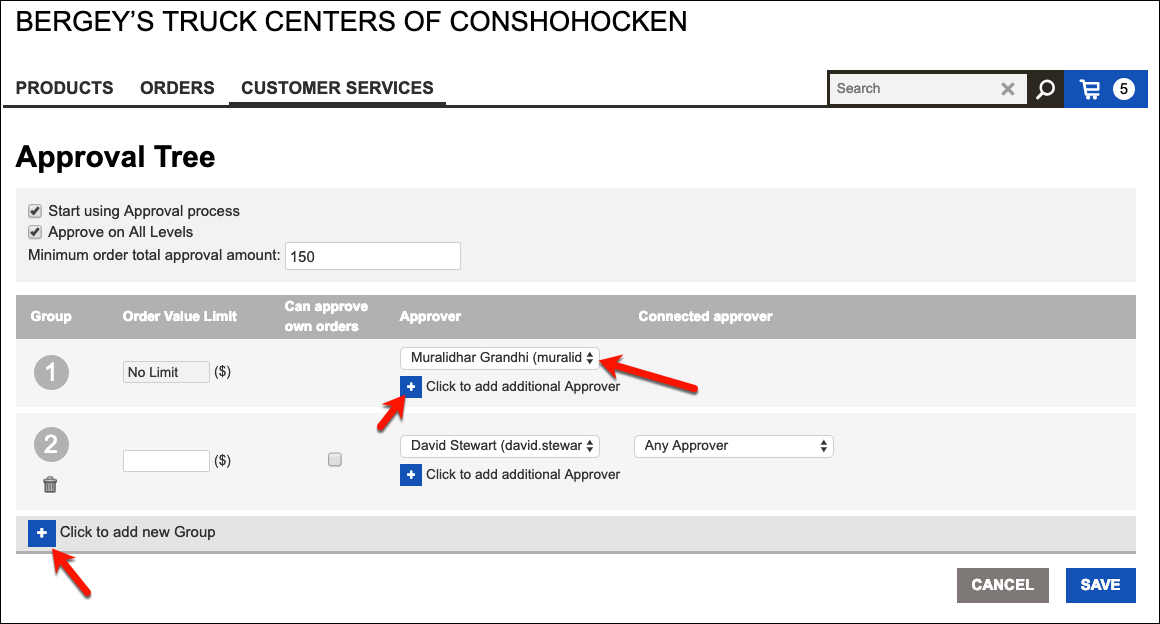 BERGEY’S TRUCK CENTERS OF CONSHOHOCKEN
PRODUCTS ORDERS CUSTOMER SERVICES Search 5
Approval Tree
Start using Approval process
Approve on All Levels
Minimum order total approval amount: 150
Group Order Value Limit Can approve own orders Approver Connected approver
1 No Limit ($) Muralidhar Grandhi (muralid
+ Click to add additional Approver
2 ($) David Stewart (david.stewar Any Approver
+ Click to add additional Approver
+ Click to add new Group
CANCEL SAVE